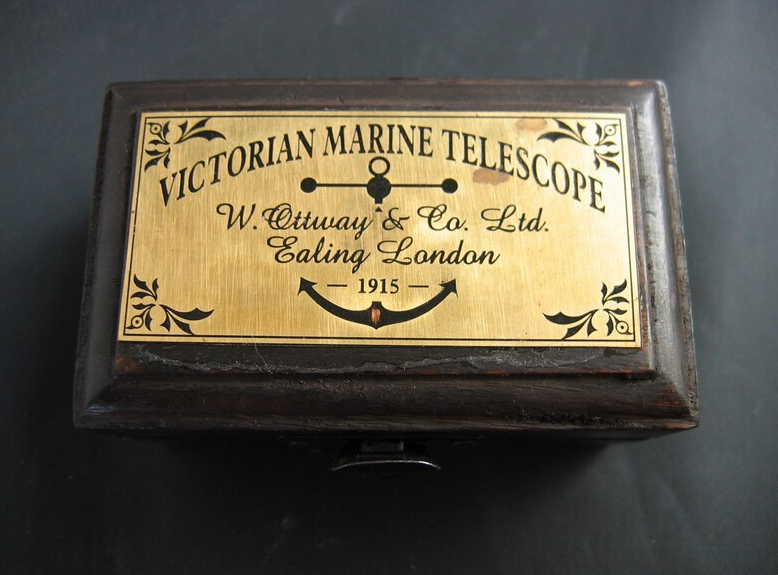 VICTORIAN MARINE TELESCOPE
W. Ottway & Co. Ltd.
Ealing London
— 1915 —